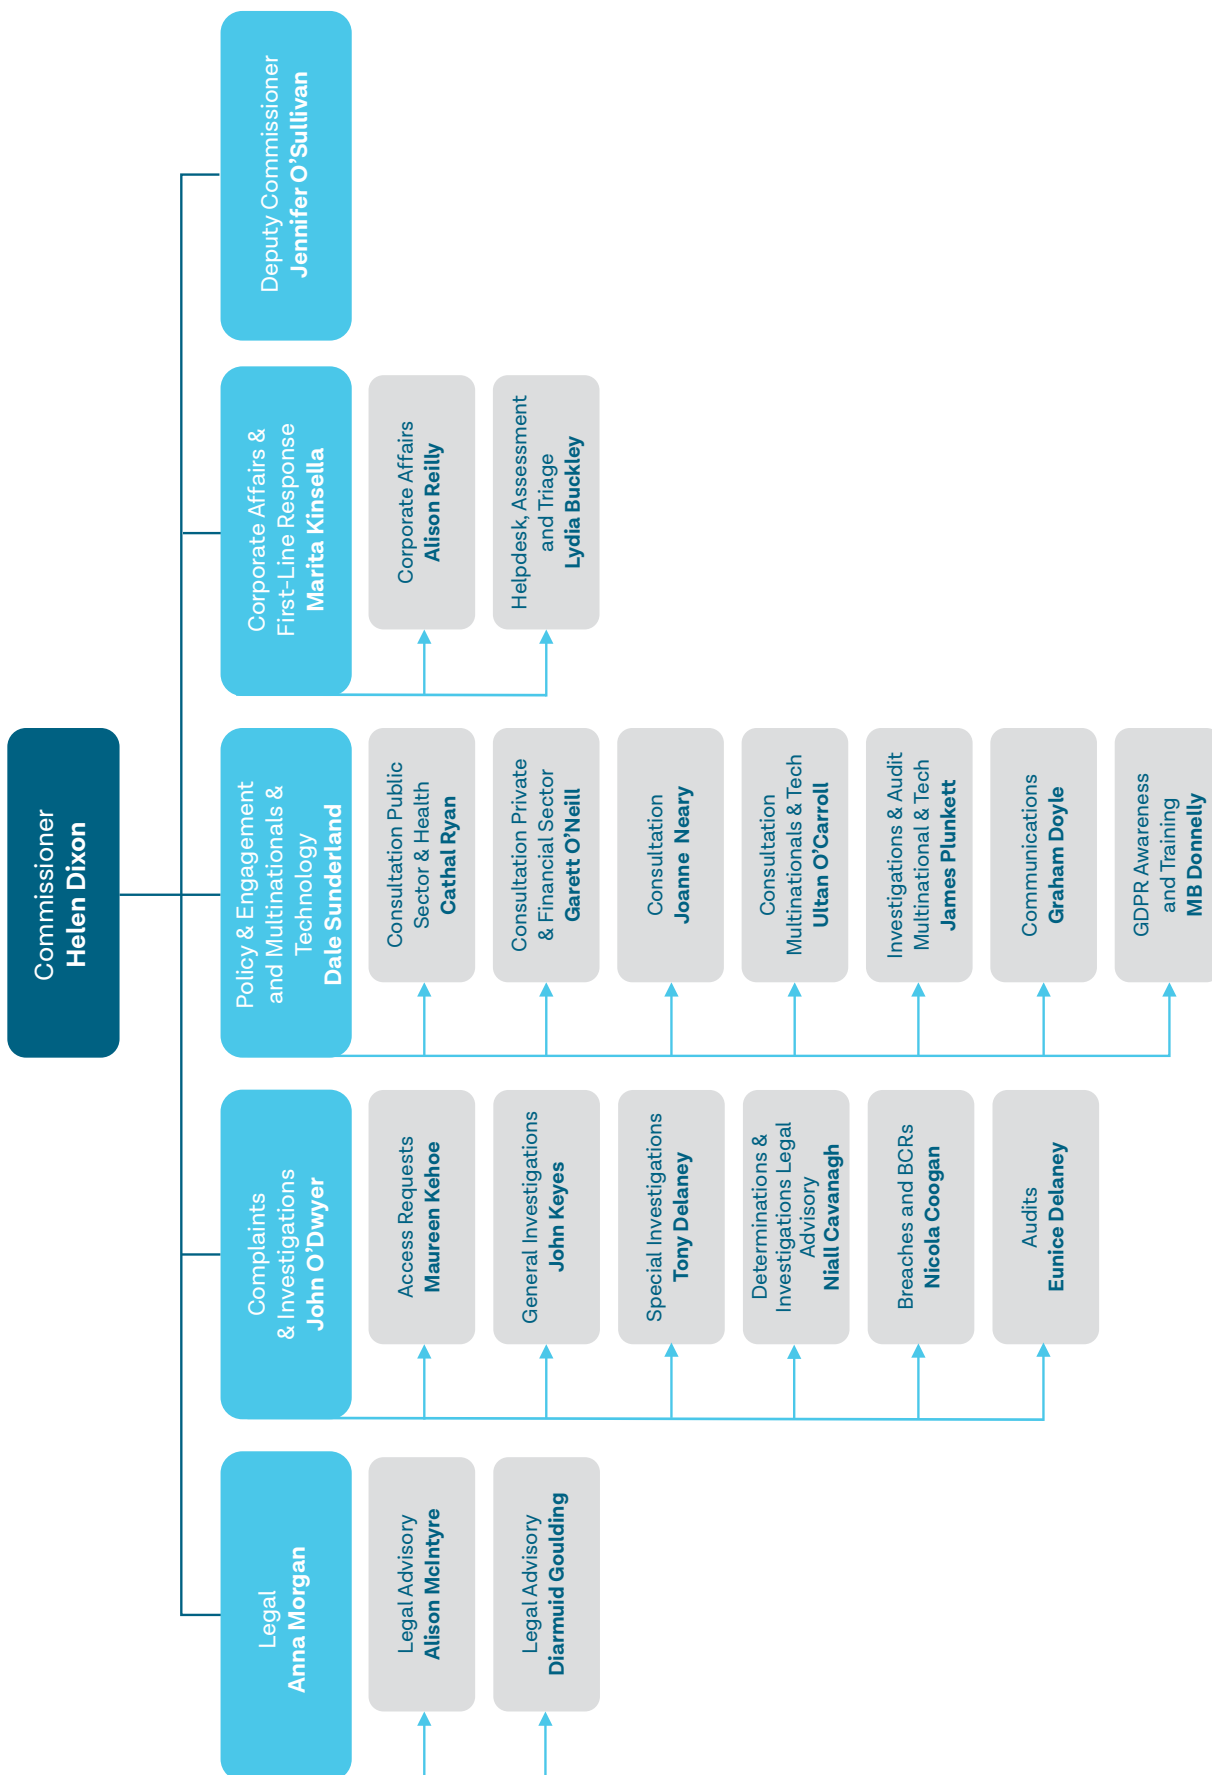 Commissioner
Helen Dixon
Legal
Anna Morgan
Legal Advisory
Alison McIntyre
Legal Advisory
Diarmuid Goulding
Complaints
& Investigations
John O’Dwyer
Access Requests
Maureen Kehoe
General Investigations
John Keyes
Special Investigations
Tony Delaney
Determinations &
Investigations Legal
Advisory
Niall Cavanagh
Breaches and BCRs
Nicola Coogan
Audits
Eunice Delaney
Policy & Engagement
and Multinationals &
Technology
Dale Sunderland
Consultation Public
Sector & Health
Cathal Ryan
Consultation Private
& Financial Sector
Garett O’Neill
Consultation
Joanne Neary
Consultation
Multinationals & Tech
Ultan O’Carroll
Investigations & Audit
Multinational & Tech
James Plunkett
Communications
Graham Doyle
GDPR Awareness
and Training
MB Donnelly
Corporate Affairs &
First-Line Response
Marita Kinsella
Corporate Affairs
Alison Reilly
Helpdesk, Assessment
and Triage
Lydia Buckley
Deputy Commissioner
Jennifer O’Sullivan